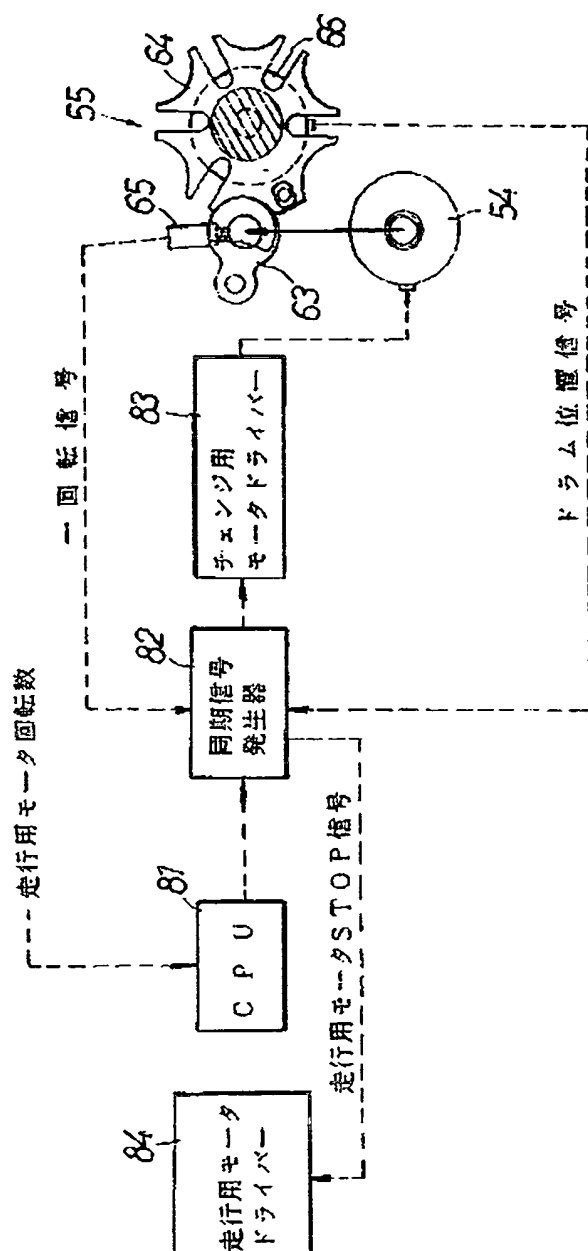 走行用モータ
ドライバー
84
CPU
81
走行用モータ回転数
走行用モータSTOP信号
同期信号
発生器
82
一回転信号
チェンジ用
モータドライバー
83
ドラム位置信号
63
65
54
55
64
66